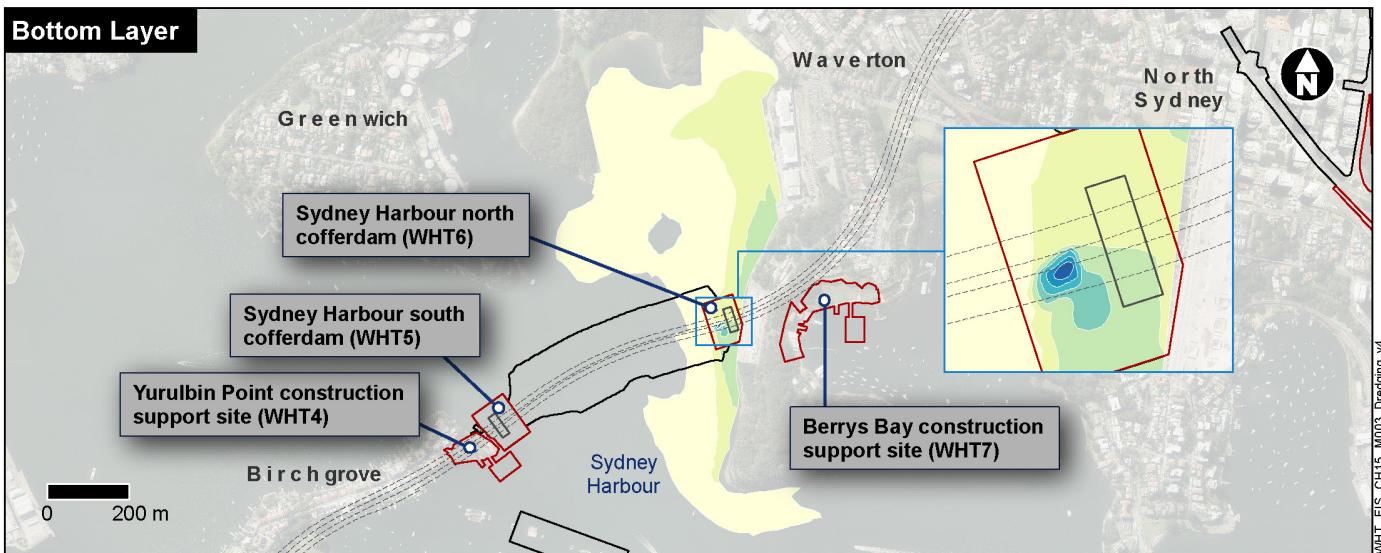 Bottom Layer
Greenwich
Waverton
North
Sydney
N
Sydney Harbour north
cofferdam (WHT6)
Sydney Harbour south
cofferdam (WHT5)
Yurulbin Point construction
support site (WHT4)
Berrys Bay construction
support site (WHT7)
Birchgrove
Sydney
Harbour
0 200 m
WHT_EIS_CH15_M003_Dredging_v4